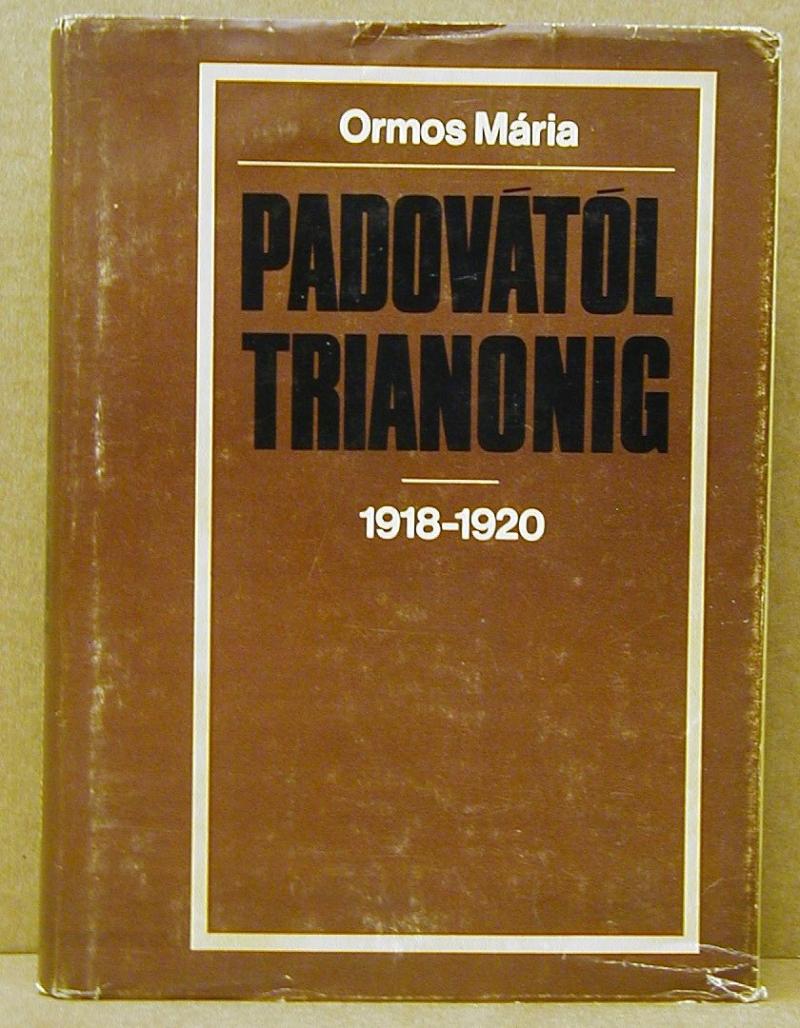 Ormos Mária
PADOVÁTÓL
TRIANONIG
1918-1920